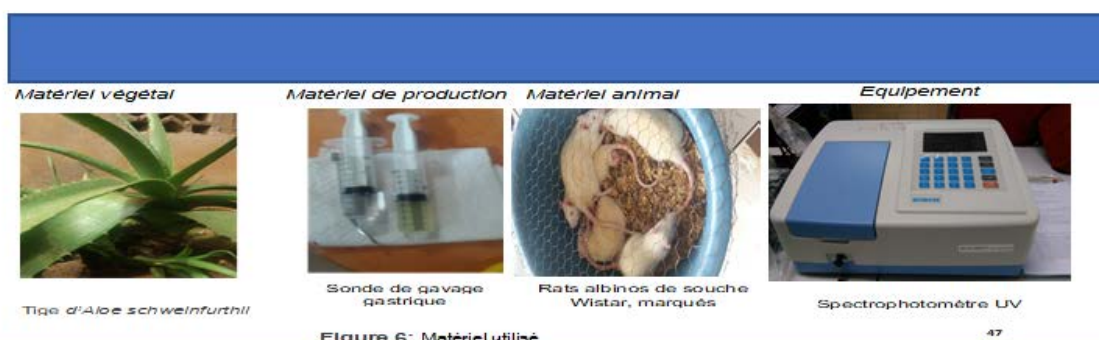 Matériel végétal
Matériel de production
Matériel animal
Equipement
Tige d'Aloe schweinfurthii
Sonde de gavage
gastrique
Rats albinos de souche
Wistar, marqués
Spectrophotomètre UV
Figure 6: Matériel utilisé
47